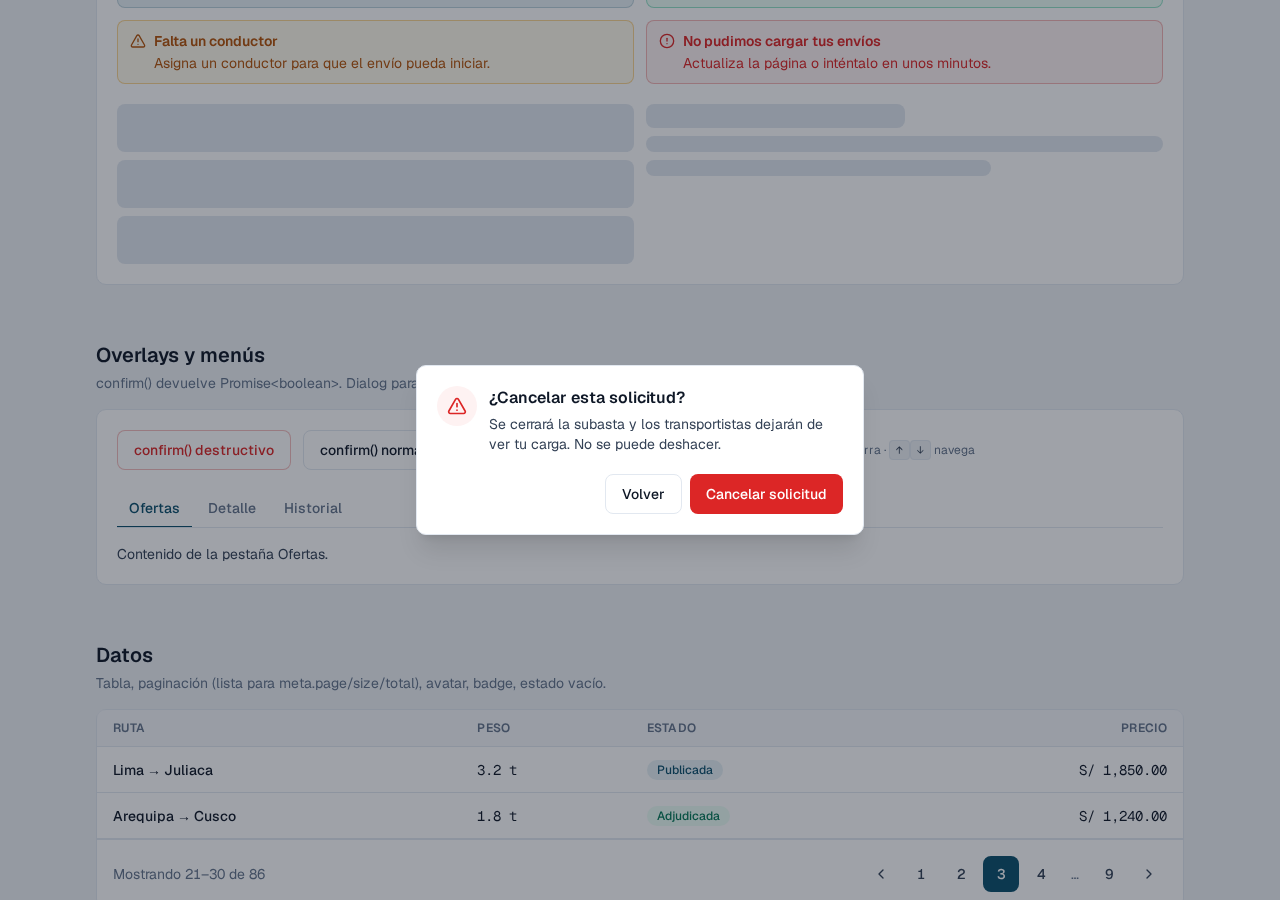 Falta un conductor
Asigna un conductor para que el envío pueda iniciar.
No pudimos cargar tus envíos
Actualiza la página o inténtalo en unos minutos.
Overlays y menús
confirm() devuelve Promise<boolean>. Dialog para
confirm() destructivo
confirm() norma
rra · ↑ ↓ navega
¿Cancelar esta solicitud?
Se cerrará la subasta y los transportistas dejarán de
ver tu carga. No se puede deshacer.
Volver
Cancelar solicitud
Ofertas Detalle Historial
Contenido de la pestaña Ofertas.
Datos
Tabla, paginación (lista para meta.page/size/total), avatar, badge, estado vacío.
RUTA PESO ESTADO PRECIO
Lima → Juliaca 3.2 t Publicada S/ 1,850.00
Arequipa → Cusco 1.8 t Adjudicada S/ 1,240.00
Mostrando 21–30 de 86
1 2 3 4 … 9